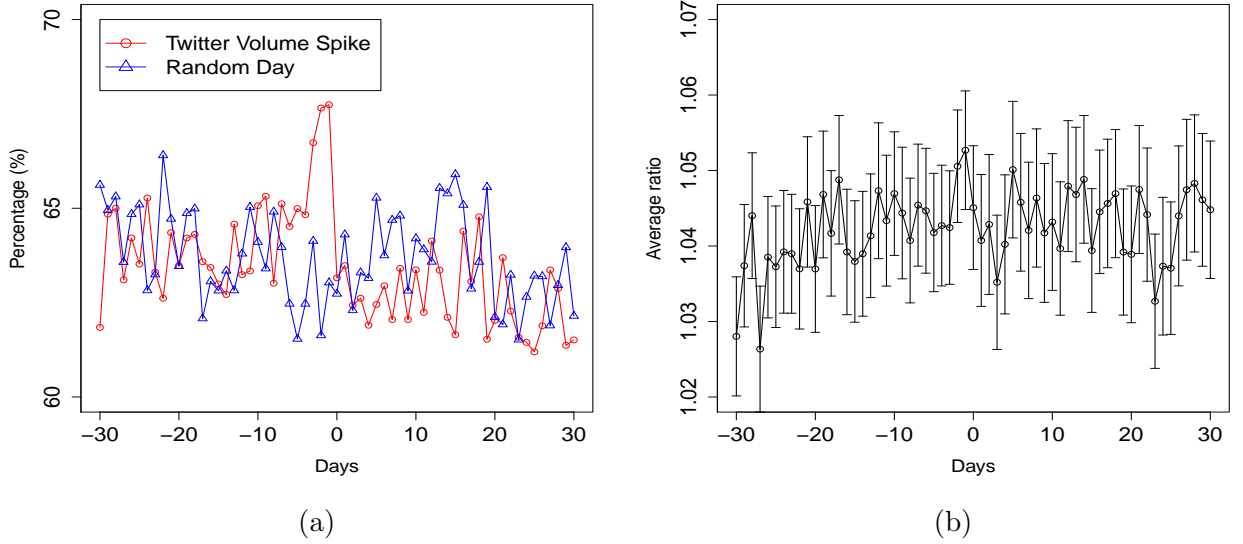 70
65
60
Percentage (%)
Twitter Volume Spike
Random Day
−30
−20
−10
0
10
20
30
Days
(a)
1.07
1.06
1.05
1.04
1.03
1.02
Average ratio
−30
−20
−10
0
10
20
30
Days
(b)